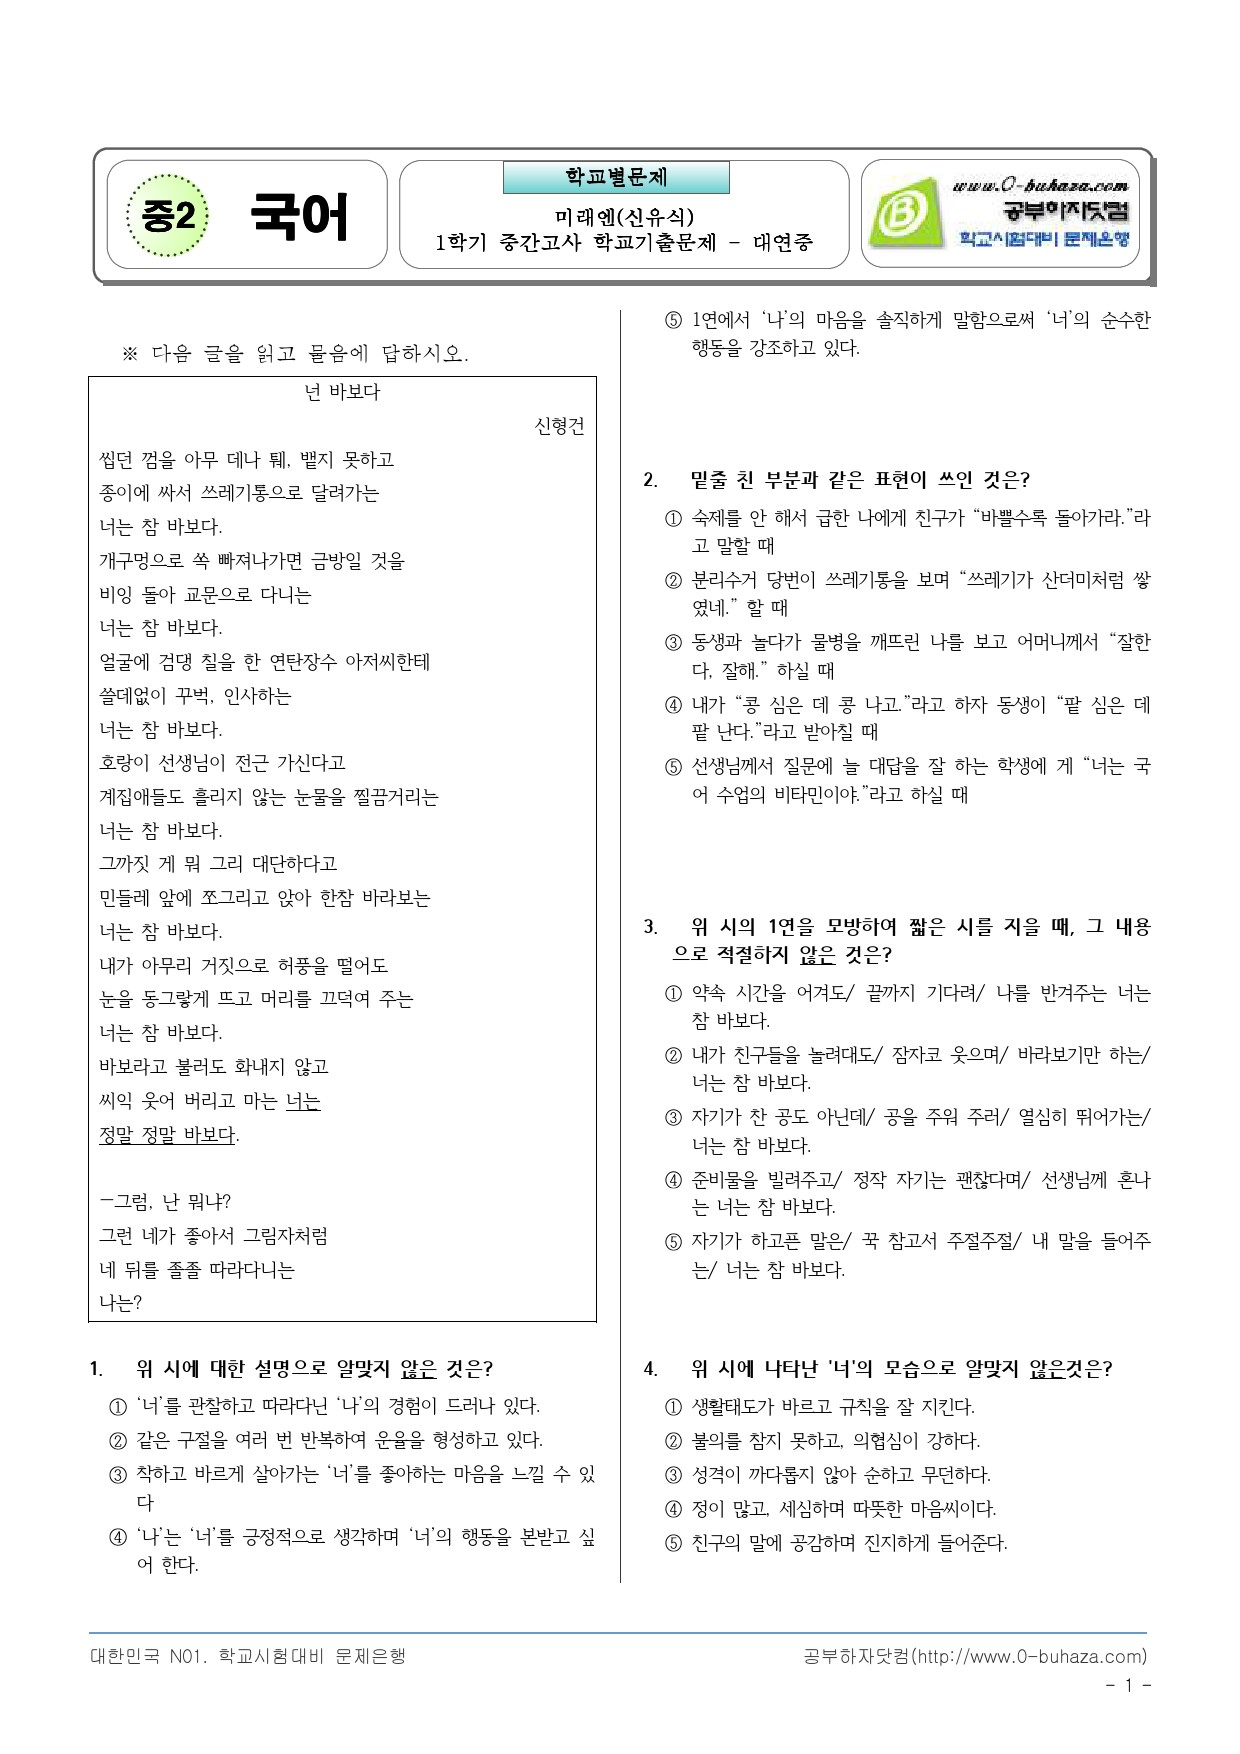 중2
국어
학교별문제
미래엔(신유식)
1학기 중간고사 학교기출문제 - 대연중
www.0-buhaza.com
공부하자닷컴
학교시험대비 문제은행
※ 다음 글을 읽고 물음에 답하시오.
넌 바보다
신형건
씹던 껌을 아무 데나 퉤, 뱉지 못하고
종이에 싸서 쓰레기통으로 달려가는
너는 참 바보다.
개구멍으로 쏙 빠져나가면 금방일 것을
비잉 돌아 교문으로 다니는
너는 참 바보다.
얼굴에 검댕 칠을 한 연탄장수 아저씨한테
쓸데없이 꾸벅, 인사하는
너는 참 바보다.
호랑이 선생님이 전근 가신다고
계집애들도 흘리지 않는 눈물을 찔끔거리는
너는 참 바보다.
그까짓 게 뭐 그리 대단하다고
민들레 앞에 쪼그리고 앉아 한참 바라보는
너는 참 바보다.
내가 아무리 거짓으로 허풍을 떨어도
눈을 동그랗게 뜨고 머리를 끄덕여 주는
너는 참 바보다.
바보라고 불러도 화내지 않고
씨익 웃어 버리고 마는 너는
정말 정말 바보다.
-그럼, 난 뭐냐?
그런 네가 좋아서 그림자처럼
네 뒤를 졸졸 따라다니는
나는?
1. 위 시에 대한 설명으로 알맞지 않은 것은?
① ‘너’를 관찰하고 따라다닌 ‘나’의 경험이 드러나 있다.
② 같은 구절을 여러 번 반복하여 운율을 형성하고 있다.
③ 착하고 바르게 살아가는 ‘너’를 좋아하는 마음을 느낄 수 있
다
④ ‘나’는 ‘너’를 긍정적으로 생각하며 ‘너’의 행동을 본받고 싶
어 한다.
⑤ 1연에서 ‘나’의 마음을 솔직하게 말함으로써 ‘너’의 순수한
행동을 강조하고 있다.
2. 밑줄 친 부분과 같은 표현이 쓰인 것은?
① 숙제를 안 해서 급한 나에게 친구가 “바쁠수록 돌아가라.”라
고 말할 때
② 분리수거 당번이 쓰레기통을 보며 “쓰레기가 산더미처럼 쌓
였네.” 할 때
③ 동생과 놀다가 물병을 깨뜨린 나를 보고 어머니께서 “잘한
다, 잘해.” 하실 때
④ 내가 “콩 심은 데 콩 나고.”라고 하자 동생이 “팥 심은 데
팥 난다.”라고 받아칠 때
⑤ 선생님께서 질문에 늘 대답을 잘 하는 학생에 게 “너는 국
어 수업의 비타민이야.”라고 하실 때
3. 위 시의 1연을 모방하여 짧은 시를 지을 때, 그 내용
으로 적절하지 않은 것은?
① 약속 시간을 어겨도/ 끝까지 기다려/ 나를 반겨주는 너는
참 바보다.
② 내가 친구들을 놀려대도/ 잠자코 웃으며/ 바라보기만 하는/
너는 참 바보다.
③ 자기가 찬 공도 아닌데/ 공을 주워 주러/ 열심히 뛰어가는/
너는 참 바보다.
④ 준비물을 빌려주고/ 정작 자기는 괜찮다며/ 선생님께 혼나
는 너는 참 바보다.
⑤ 자기가 하고픈 말은/ 꾹 참고서 주절주절/ 내 말을 들어주
는/ 너는 참 바보다.
4. 위 시에 나타난 '너'의 모습으로 알맞지 않은것은?
① 생활태도가 바르고 규칙을 잘 지킨다.
② 불의를 참지 못하고, 의협심이 강하다.
③ 성격이 까다롭지 않아 순하고 무던하다.
④ 정이 많고, 세심하며 따뜻한 마음씨이다.
⑤ 친구의 말에 공감하며 진지하게 들어준다.
대한민국 N01. 학교시험대비 문제은행
공부하자닷컴(http://www.0-buhaza.com)
- 1 -